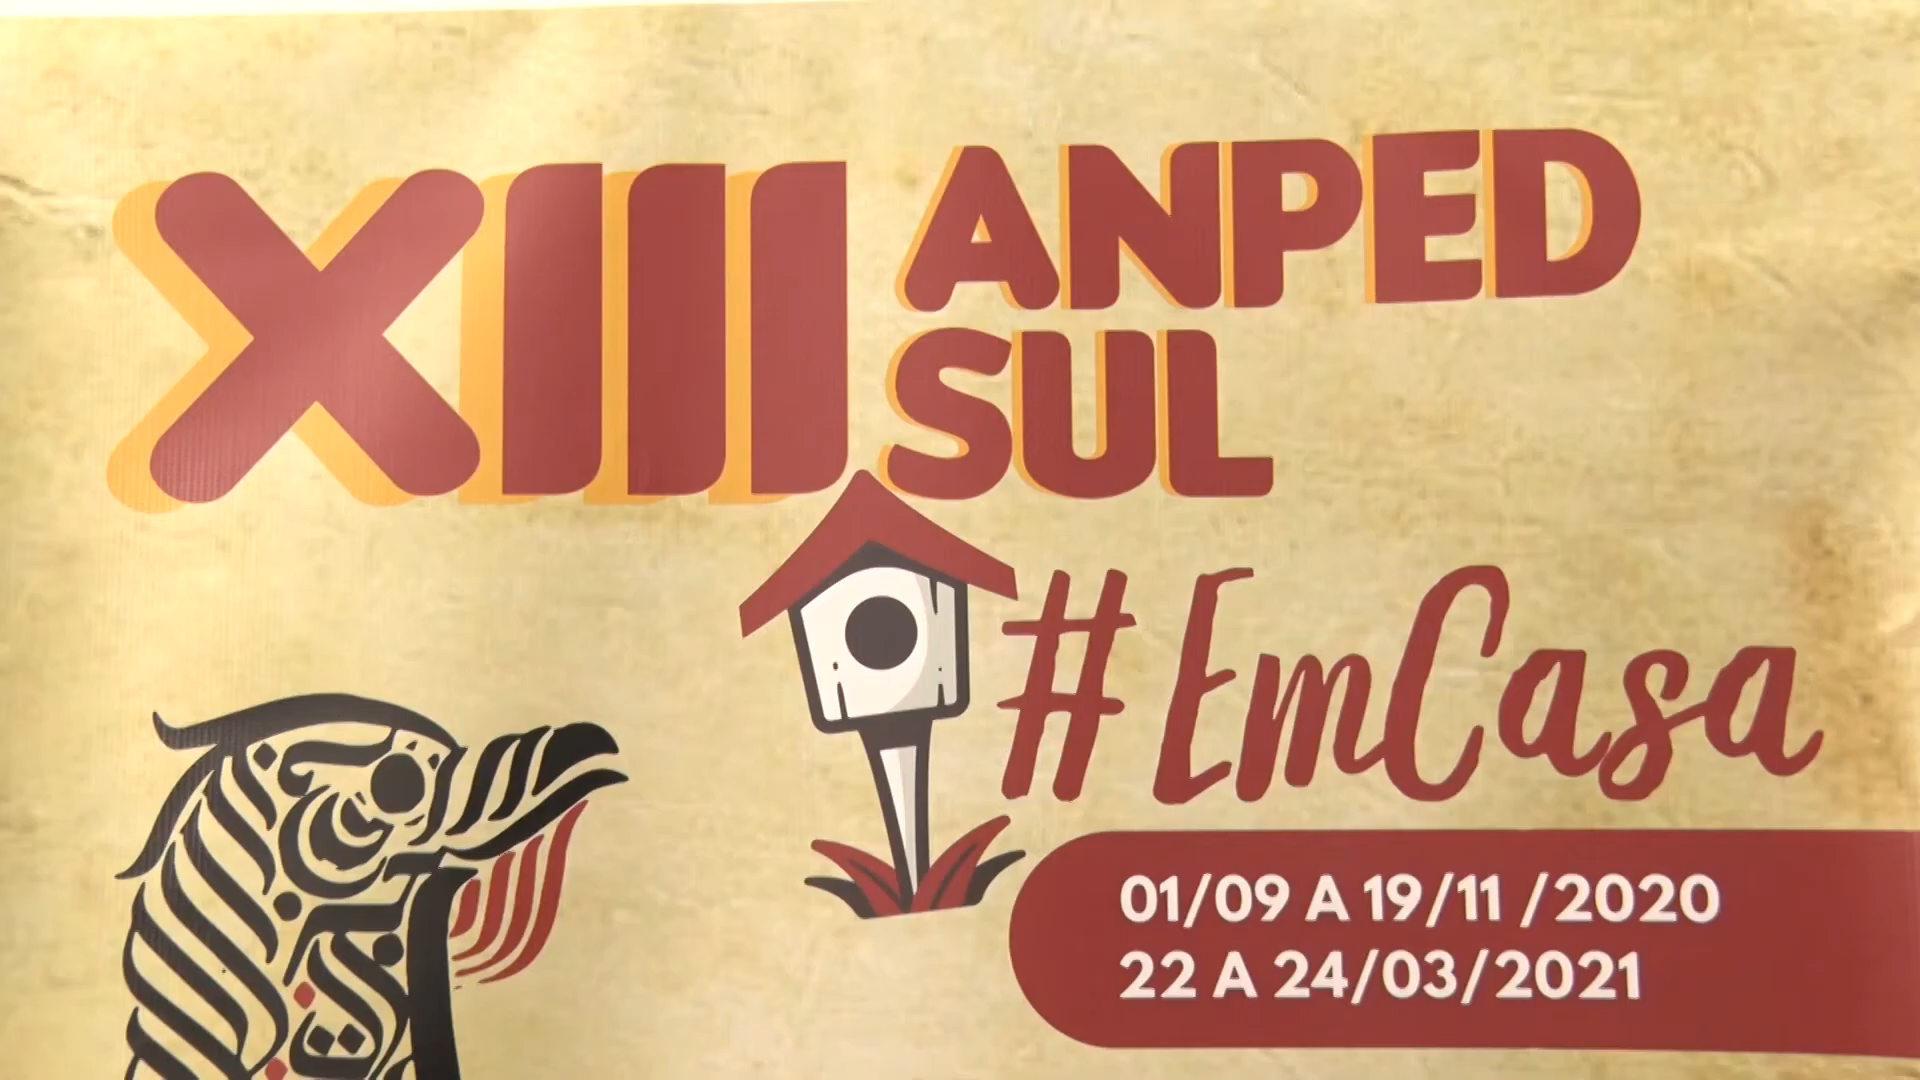 XIII ANPED
SUL
#EmCasa
01/09 A 19/11 /2020
22 A 24/03/2021